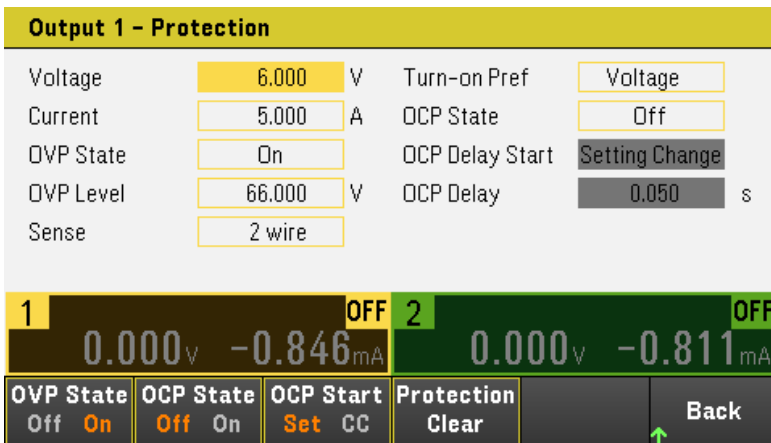 Output 1 - Protection
Voltage 6.000 V Turn-on Pref Voltage
Current 5.000 A OCP State Off
OVP State On OCP Delay Start Setting Change
OVP Level 66.000 V OCP Delay 0.050 s
Sense 2 wire
1 OFF 2 OFF
0.000V -0.846mA 0.000V -0.811mA
OVP State OCP State OCP Start Protection
Off On Off On Set CC Clear Back